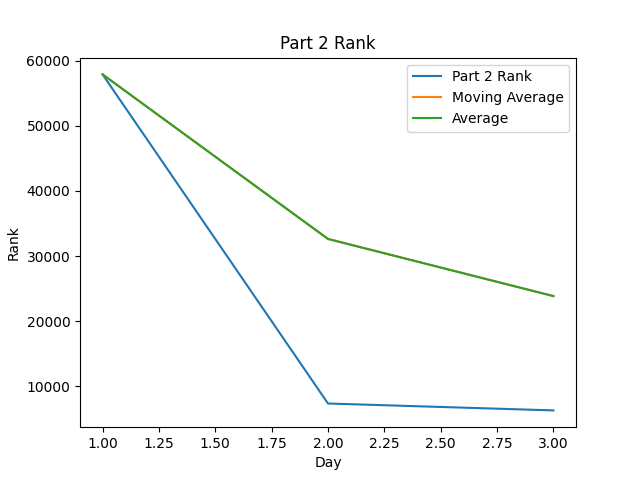 Part 2 Rank
60000
50000
40000
30000
20000
10000
Rank
Part 2 Rank
Moving Average
Average
1.00 1.25 1.50 1.75 2.00 2.25 2.50 2.75 3.00
Day